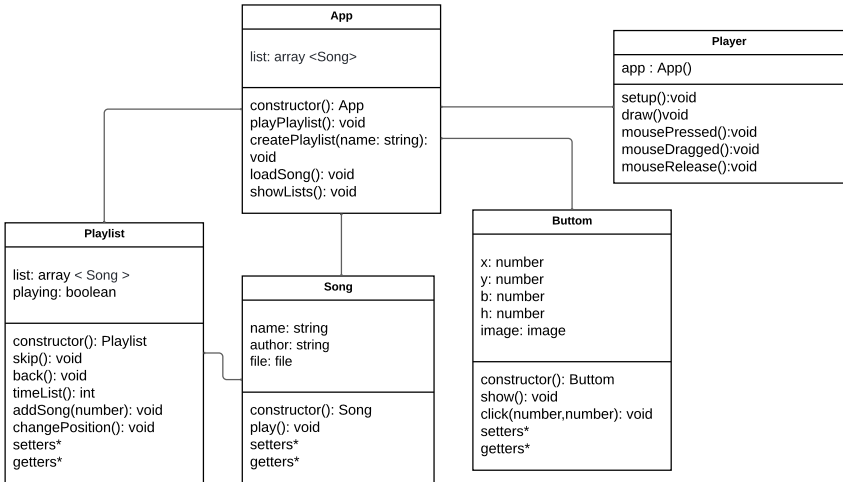 App
list: array <Song>
constructor(): App
playPlaylist(): void
createPlaylist(name: string):
void
loadSong(): void
showLists(): void
Player
app : App()
setup():void
draw()void
mousePressed():void
mouseDragged():void
mouseRelease():void
Playlist
list: array < Song >
playing: boolean
constructor(): Playlist
skip(): void
back(): void
timeList(): int
addSong(number): void
changePosition(): void
setters*
getters*
Song
name: string
author: string
file: file
constructor(): Song
play(): void
setters*
getters*
Buttom
x: number
y: number
b: number
h: number
image: image
constructor(): Buttom
show(): void
click(number,number): void
setters*
getters*